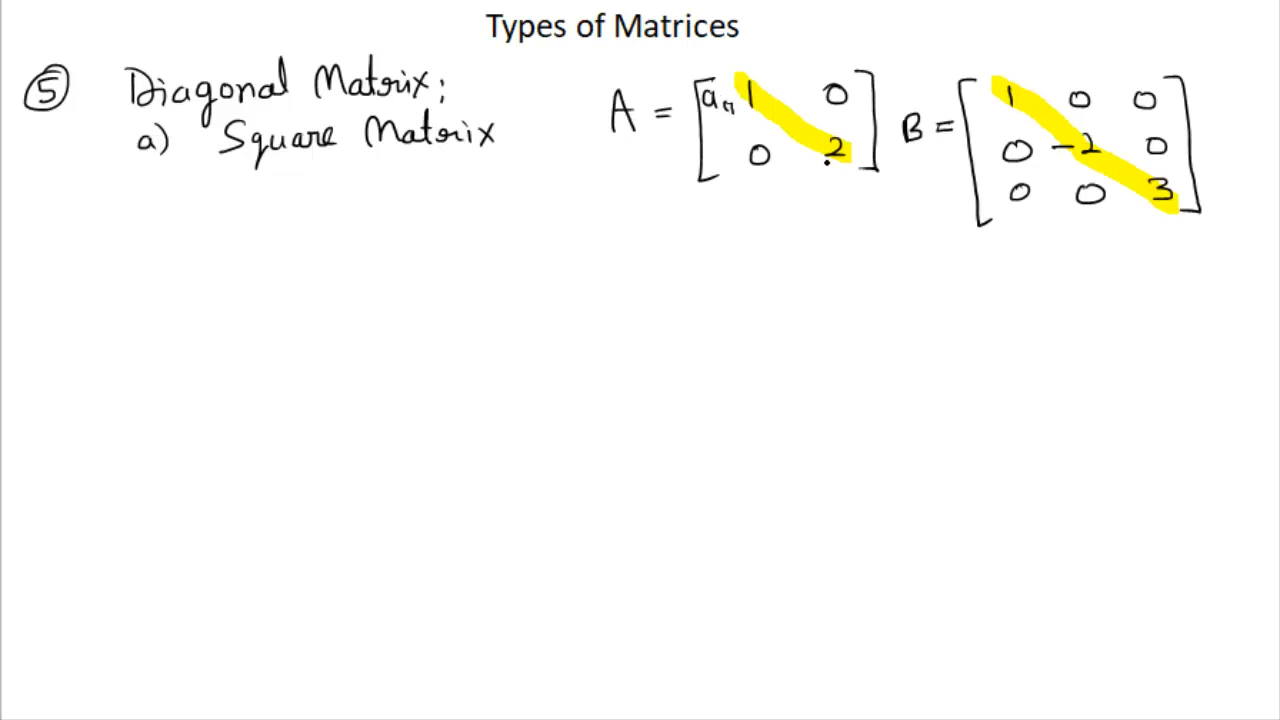 Types of Matrices
⑤ Diagonal Matrix:
a) Square Matrix
A = [a₁₁ 1 0
0 2]
B = [1 0 0
0 -2 0
0 0 3]